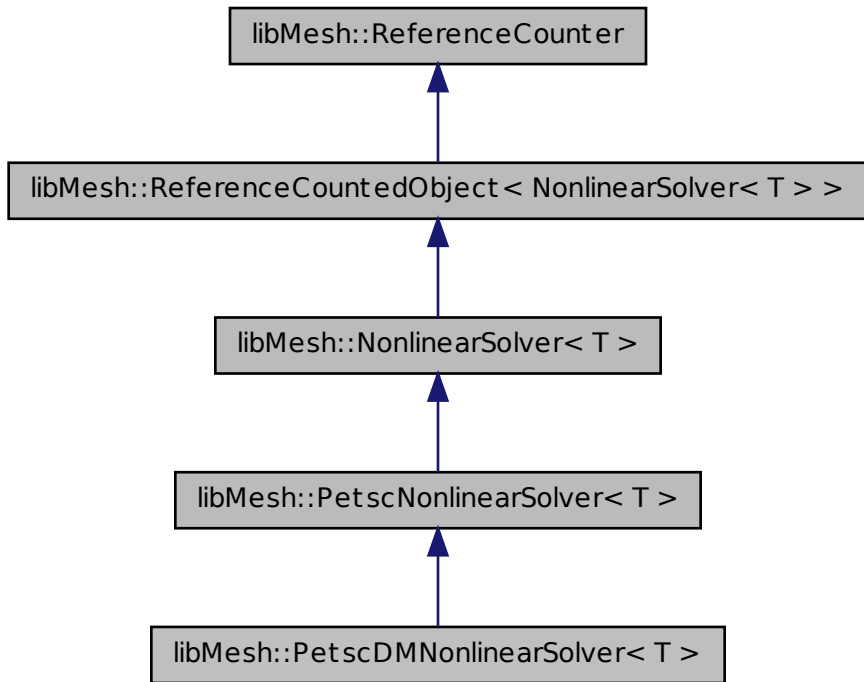 libMesh::ReferenceCounter
libMesh::ReferenceCountedObject< NonlinearSolver< T > >
libMesh::NonlinearSolver< T >
libMesh::PetscNonlinearSolver< T >
libMesh::PetscDMNonlinearSolver< T >